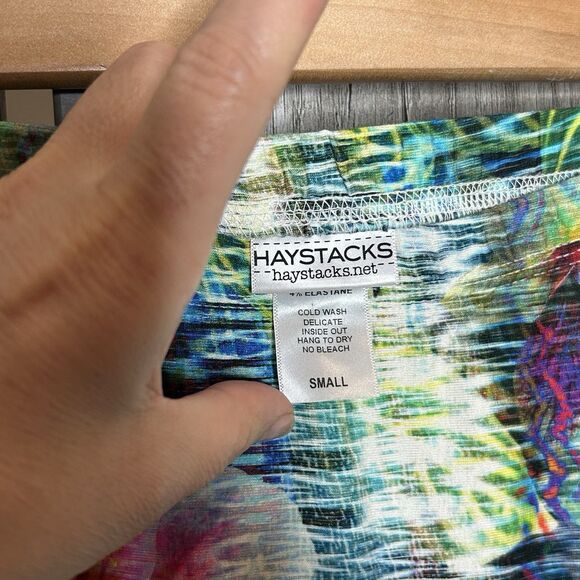 HAYSTACKS
haystacks.net
4% ELASTANE
COLD WASH
DELICATE
INSIDE OUT
HANG TO DRY
NO BLEACH
SMALL